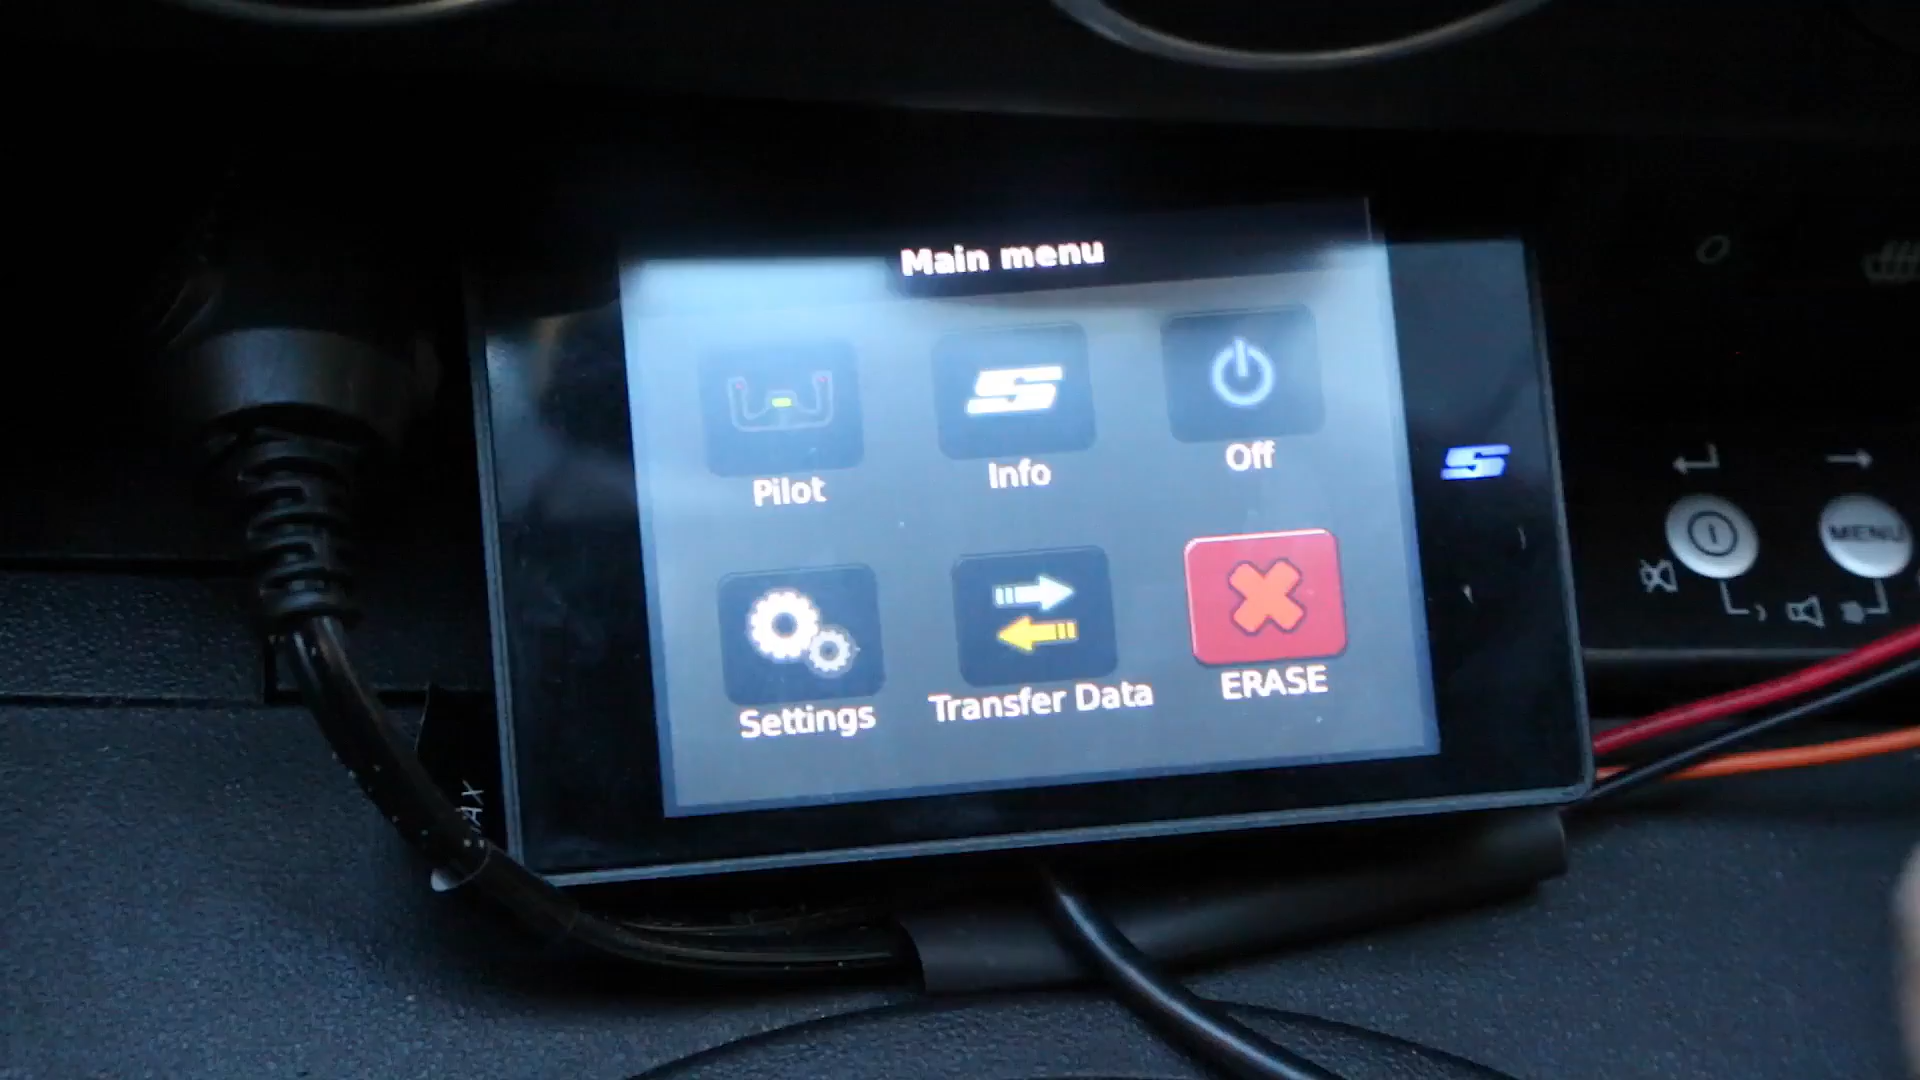 Main menu
Pilot
Info
Off
Settings
Transfer Data
ERASE
MENU